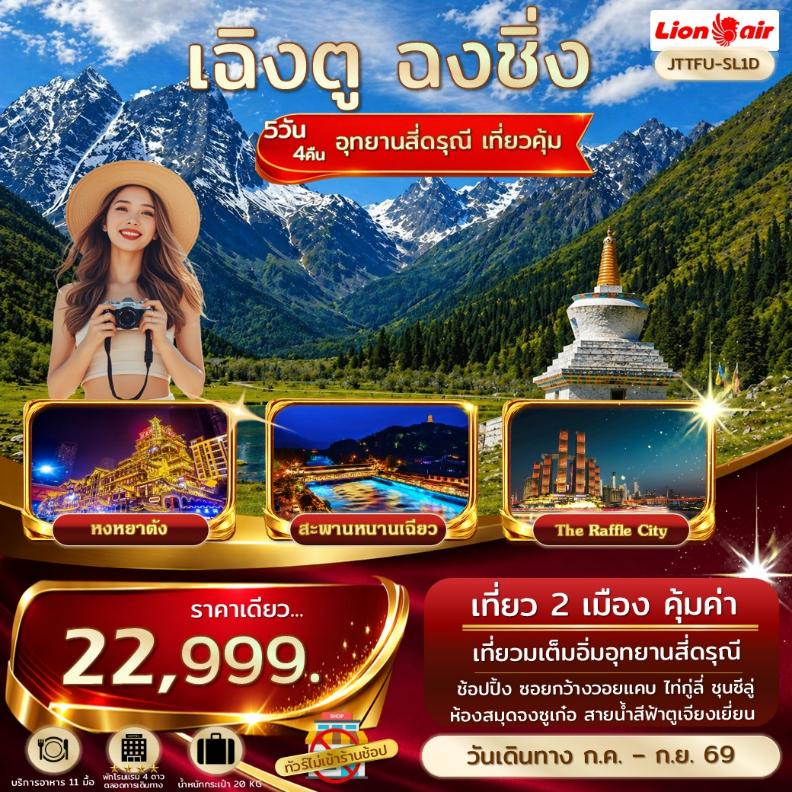 Lion air
JTTFU-SL1D
เฉิงตู ฉงชิ่ง
5วัน
4คืน
อุทยานสี่ดรุณี เที่ยวคุ้ม
หงหยาต้ง
สะพานหนานเฉียว
The Raffle City
ราคาเดียว...
22,999.
เที่ยว 2 เมือง คุ้มค่า
เที่ยวมเต็มอิ่มอุทยานสี่ดรุณี
ช้อปปิ้ง ซอยกว้างวอยแคบ ไท่กู่ลี่ ชุนซีลู่
ห้องสมุดจงซูเก๋อ สายน้ำสีฟ้าตูเจียงเยี่ยน
วันเดินทาง ก.ค. – ก.ย. 69
SHOP
ทัวร์ไม่เข้าร้านช้อป
บริการอาหาร 11 มื้อ
พักโรงแรม 4 ดาว
ตลอดการเดินทาง
น้ำหนักกระเป๋า 20 KG